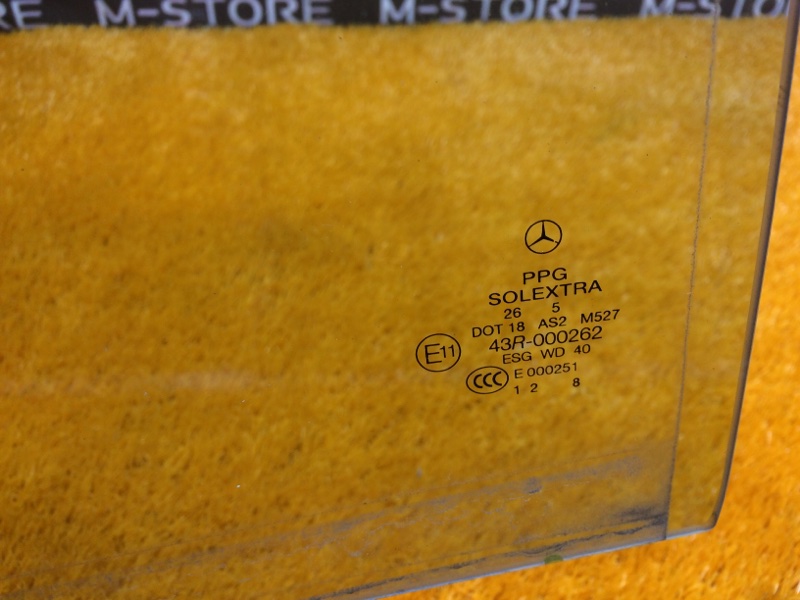 RE M-STORE M-STORE M-STO
PPG
SOLEXTRA
26 5
DOT 18 AS2 M527
43R-000262
E11
ESG WD 40
CCC E 000251
1 2 8